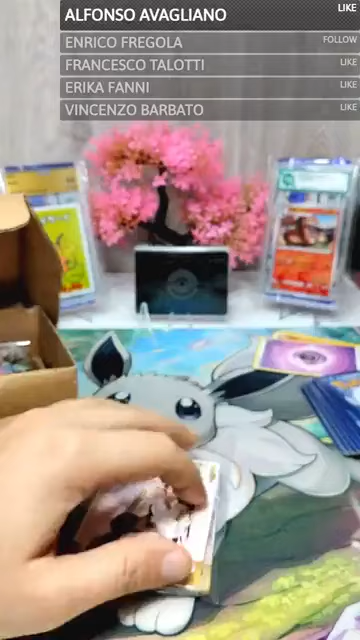 ALFONSO AVAGLIANO LIKE
ENRICO FREGOLA FOLLOW
FRANCESCO TALOTTI LIKE
ERIKA FANNI LIKE
VINCENZO BARBATO LIKE